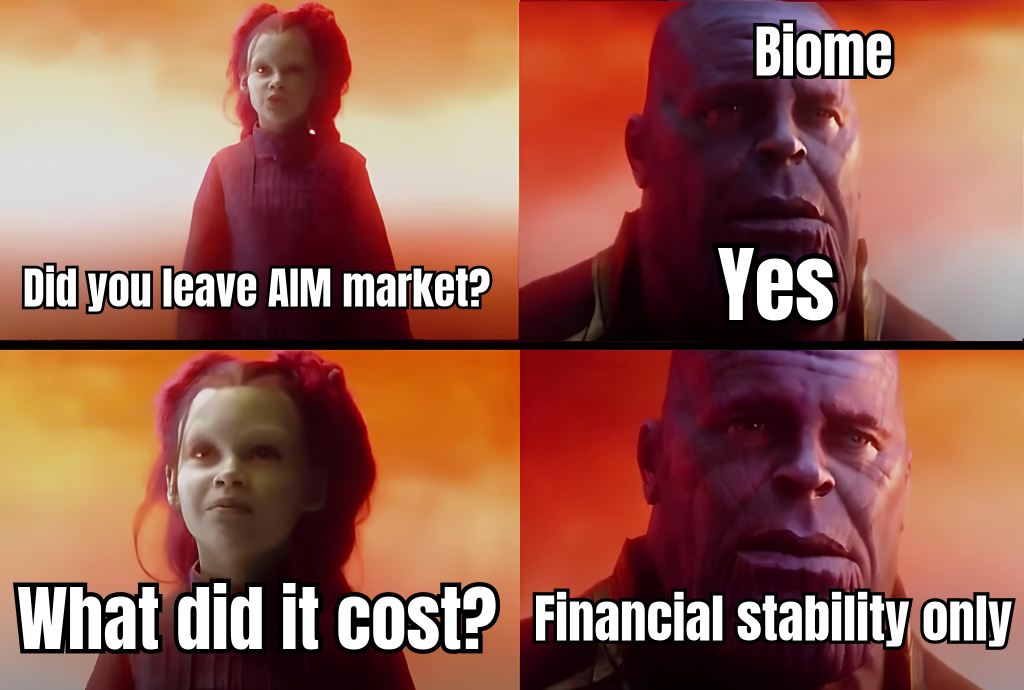 Did you leave AIM market?
Biome
Yes
What did it cost?
Financial stability only